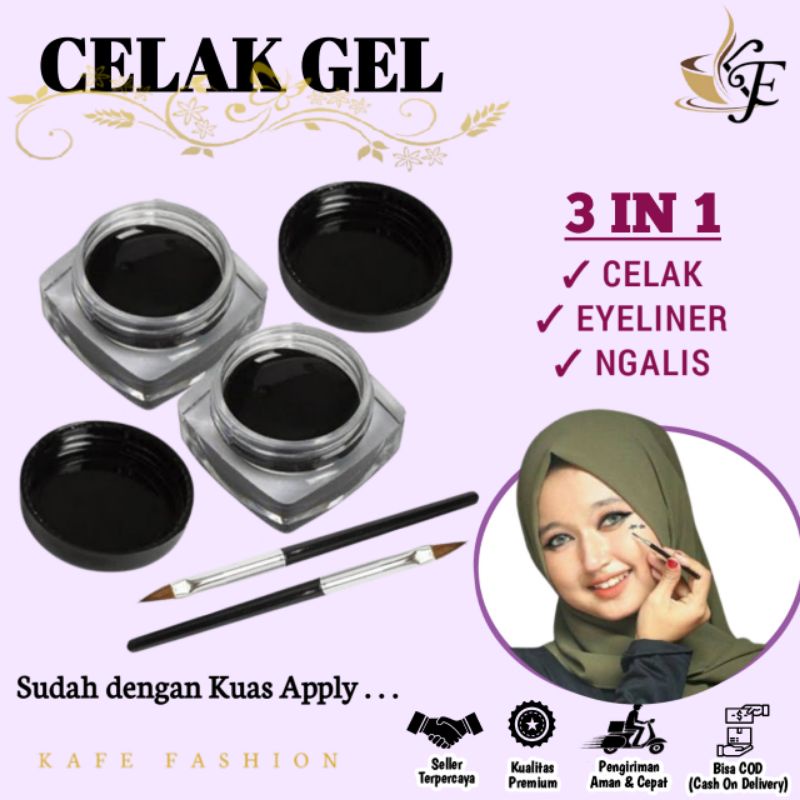 CELAK GEL
3 IN 1
✓ CELAK
✓ EYELINER
✓ NGALIS
Sudah dengan Kuas Apply . . .
KAFE FASHION
Seller
Terpercaya
Kualitas
Premium
Pengiriman
Aman & Cepat
Bisa COD
(Cash On Delivery)